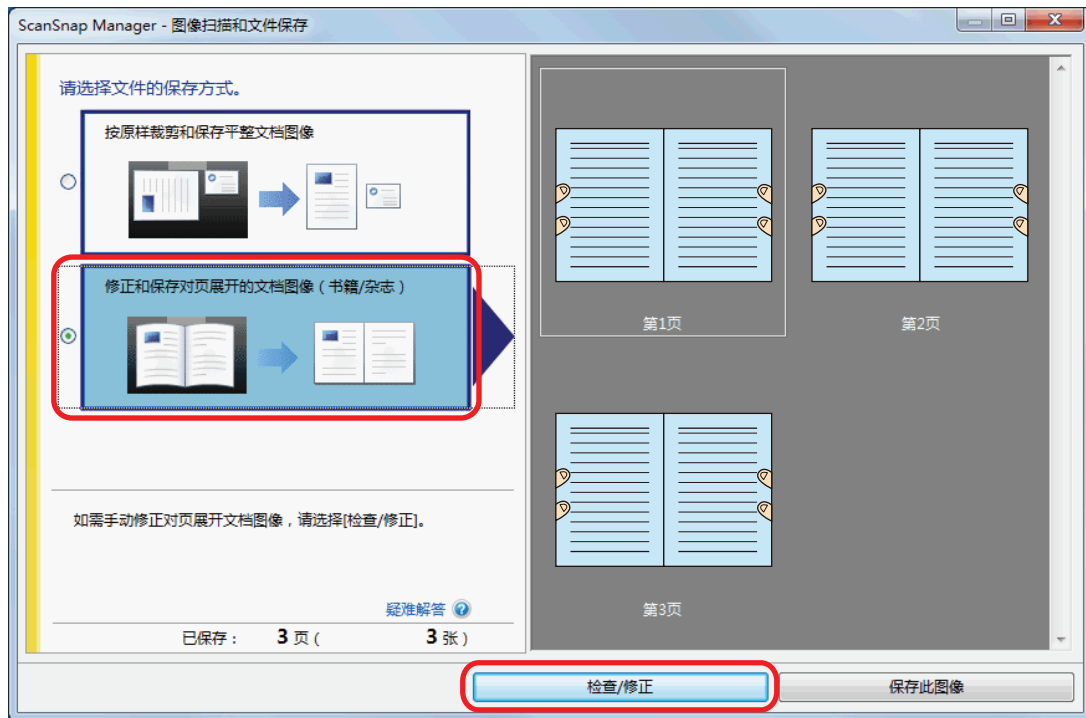 ScanSnap Manager - 图像扫描和文件保存
请选择文件的保存方式。
按原样裁剪和保存平整文档图像
修正和保存对页展开的文档图像（书籍/杂志）
如需手动修正对页展开文档图像，请选择[检查/修正]。
疑难解答
已保存： 3 页（ 3 张）
第1页
第2页
第3页
检查/修正
保存此图像